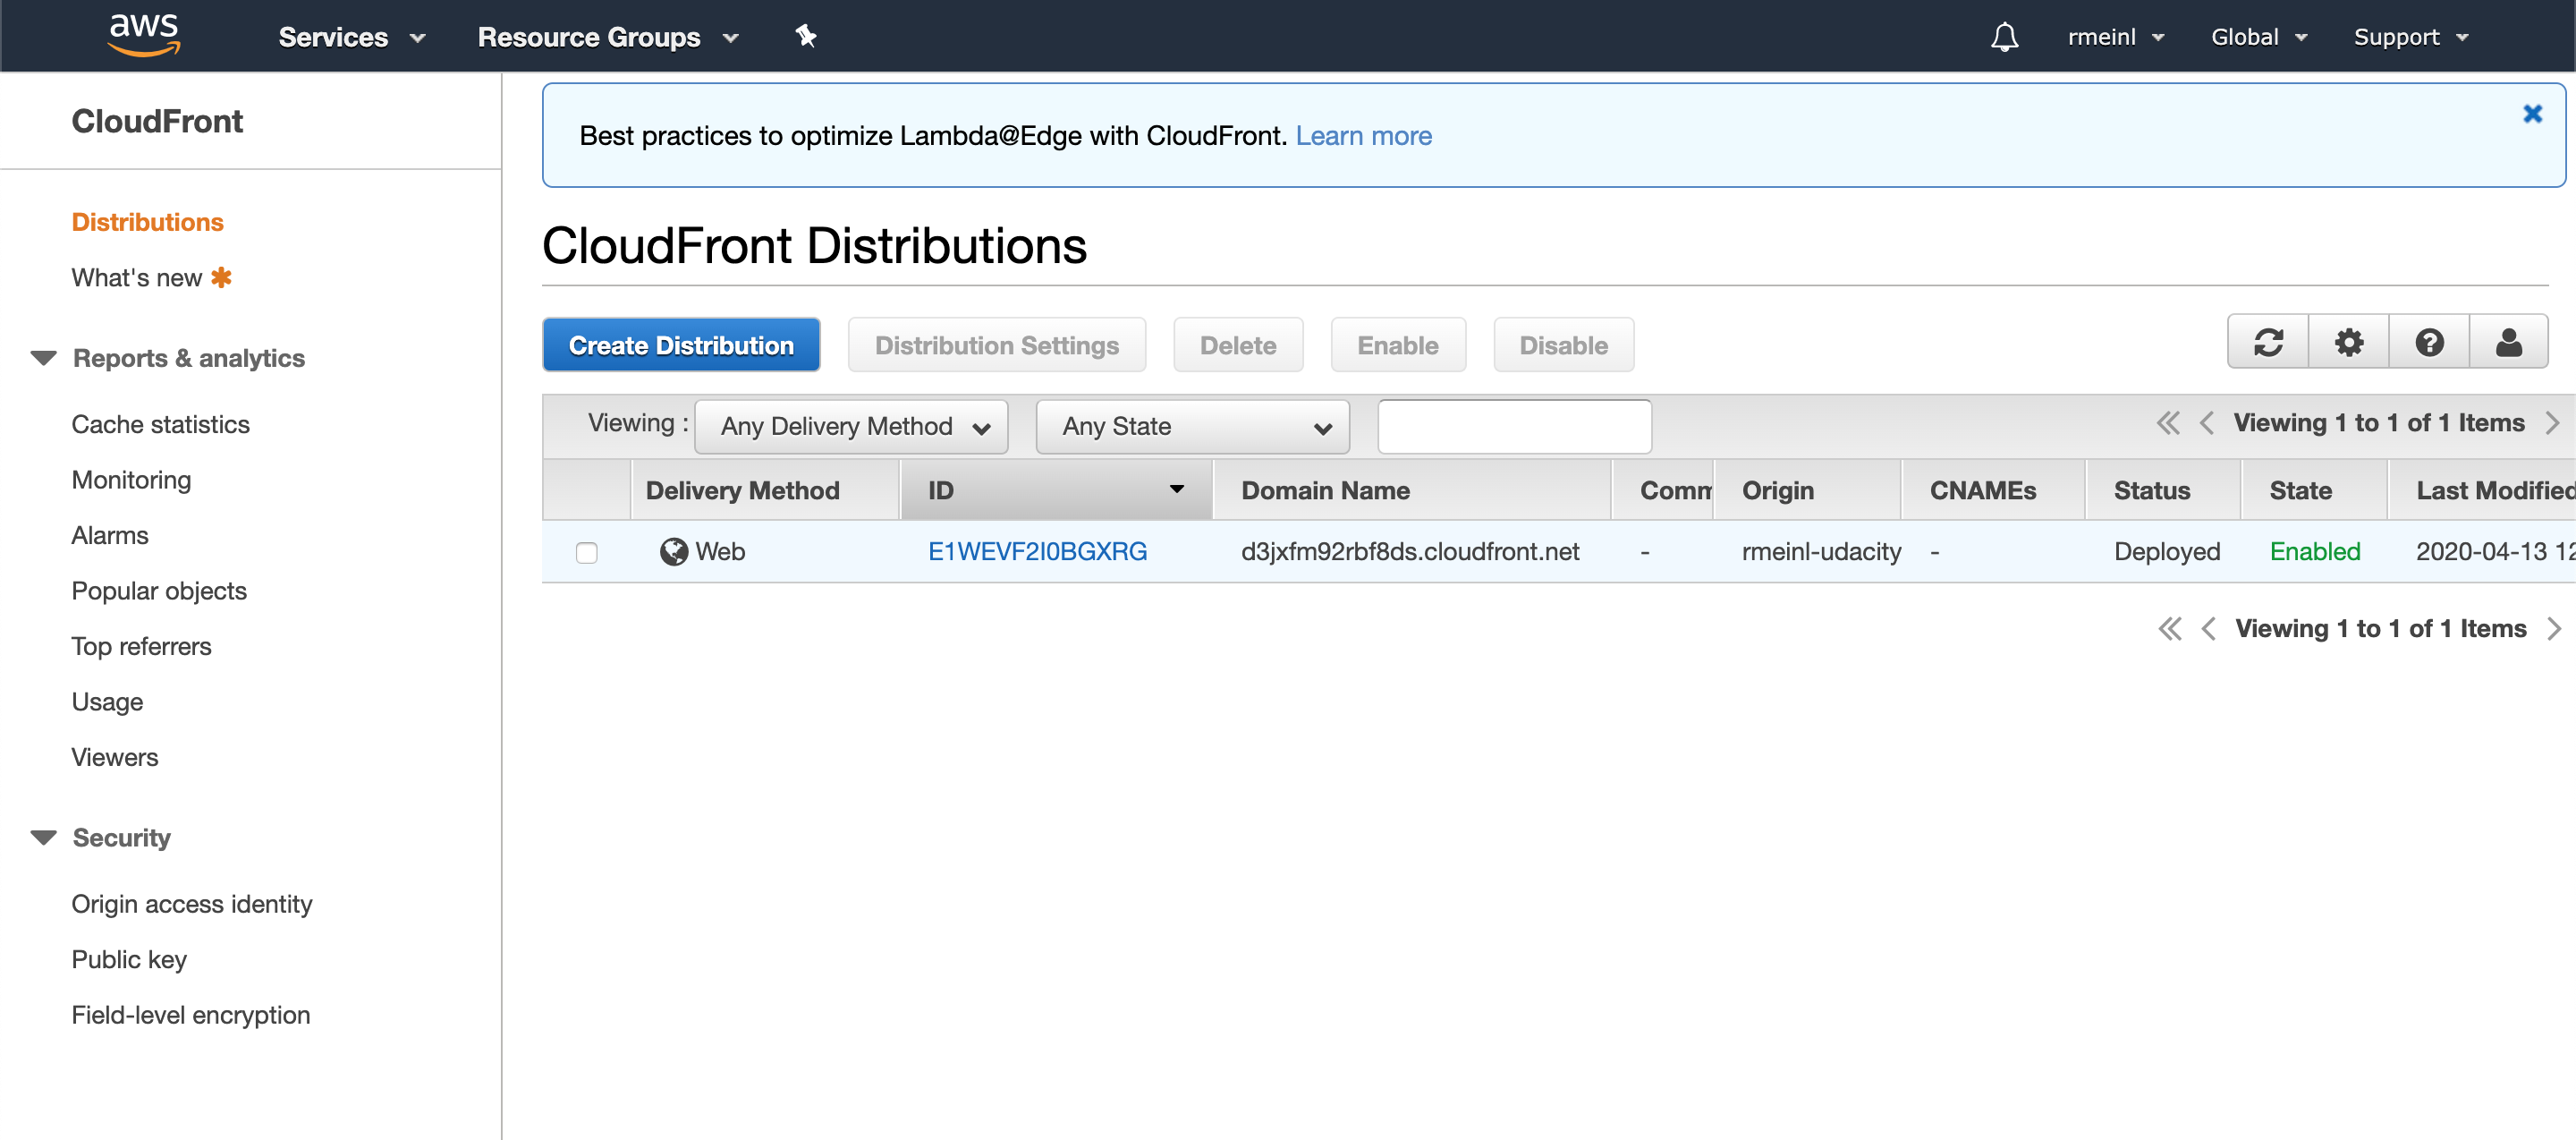 aws Services Resource Groups rmeinl Global Support
CloudFront
Distributions
What's new
Reports & analytics
Cache statistics
Monitoring
Alarms
Popular objects
Top referrers
Usage
Viewers
Security
Origin access identity
Public key
Field-level encryption
Best practices to optimize Lambda@Edge with CloudFront. Learn more
CloudFront Distributions
Create Distribution Distribution Settings Delete Enable Disable
Viewing : Any Delivery Method Any State Viewing 1 to 1 of 1 Items
Delivery Method ID Domain Name Comm Origin CNAMEs Status State Last Modified
Web E1WEVF2I0BGXRG d3jxfm92rbf8ds.cloudfront.net - rmeinl-udacity - Deployed Enabled 2020-04-13 12
Viewing 1 to 1 of 1 Items